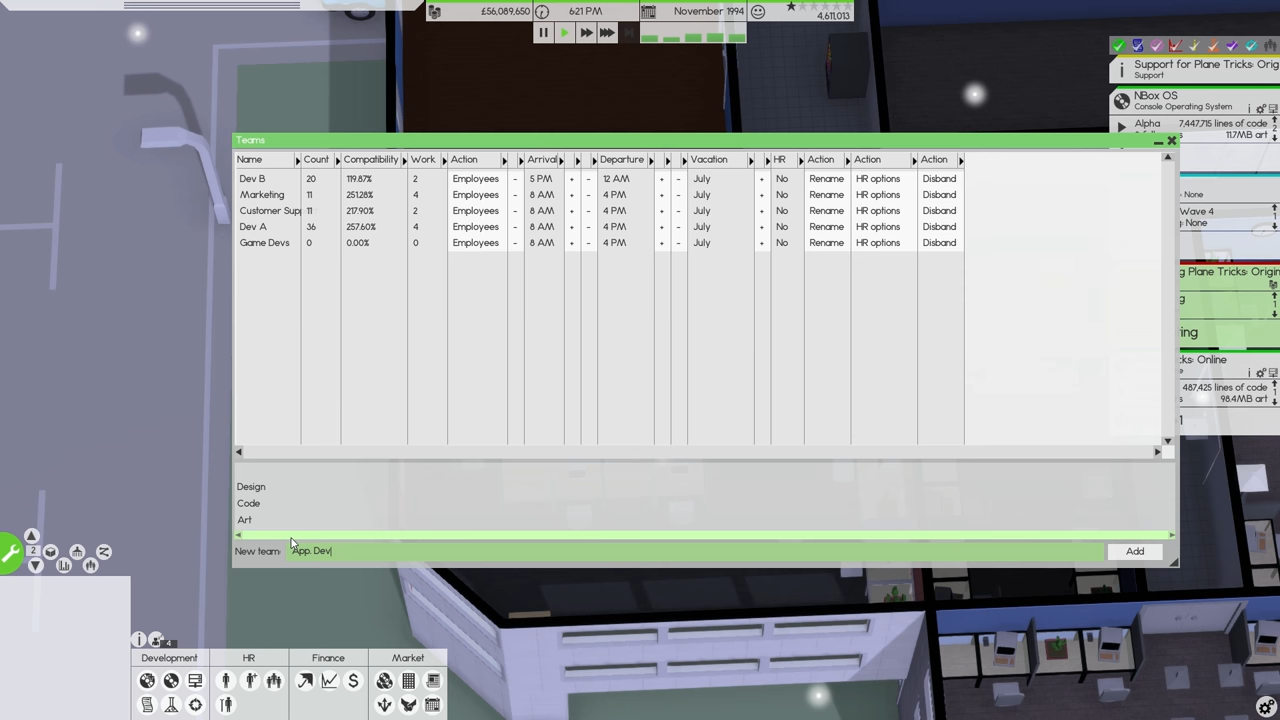 £56,089,650 6:21 PM November 1994 4,611,013
Support for Plane Tricks: Orig
Support
NBox OS
Console Operating System
Alpha 7,447,715 lines of code
11.7MB art
Teams
Name Count Compatibility Work Action Arrival Departure Vacation HR Action Action Action
Dev B 20 119.87% 2 Employees - 5 PM + - 12 AM + - July + No Rename HR options Disband
Marketing 11 251.28% 4 Employees - 8 AM + - 4 PM + - July + No Rename HR options Disband
Customer Supp 11 217.90% 2 Employees - 8 AM + - 4 PM + - July + No Rename HR options Disband
Dev A 36 257.60% 4 Employees - 8 AM + - 4 PM + - July + No Rename HR options Disband
Game Devs 0 0.00% 0 Employees - 8 AM + - 4 PM + - July + No Rename HR options Disband
: None
Wave 4
g: None
g Plane Tricks: Origin
g
ring
cks: Online
487,425 lines of code
98.4MB art
1
Design
Code
Art
New team: App. Dev Add
2
4
Development HR Finance Market